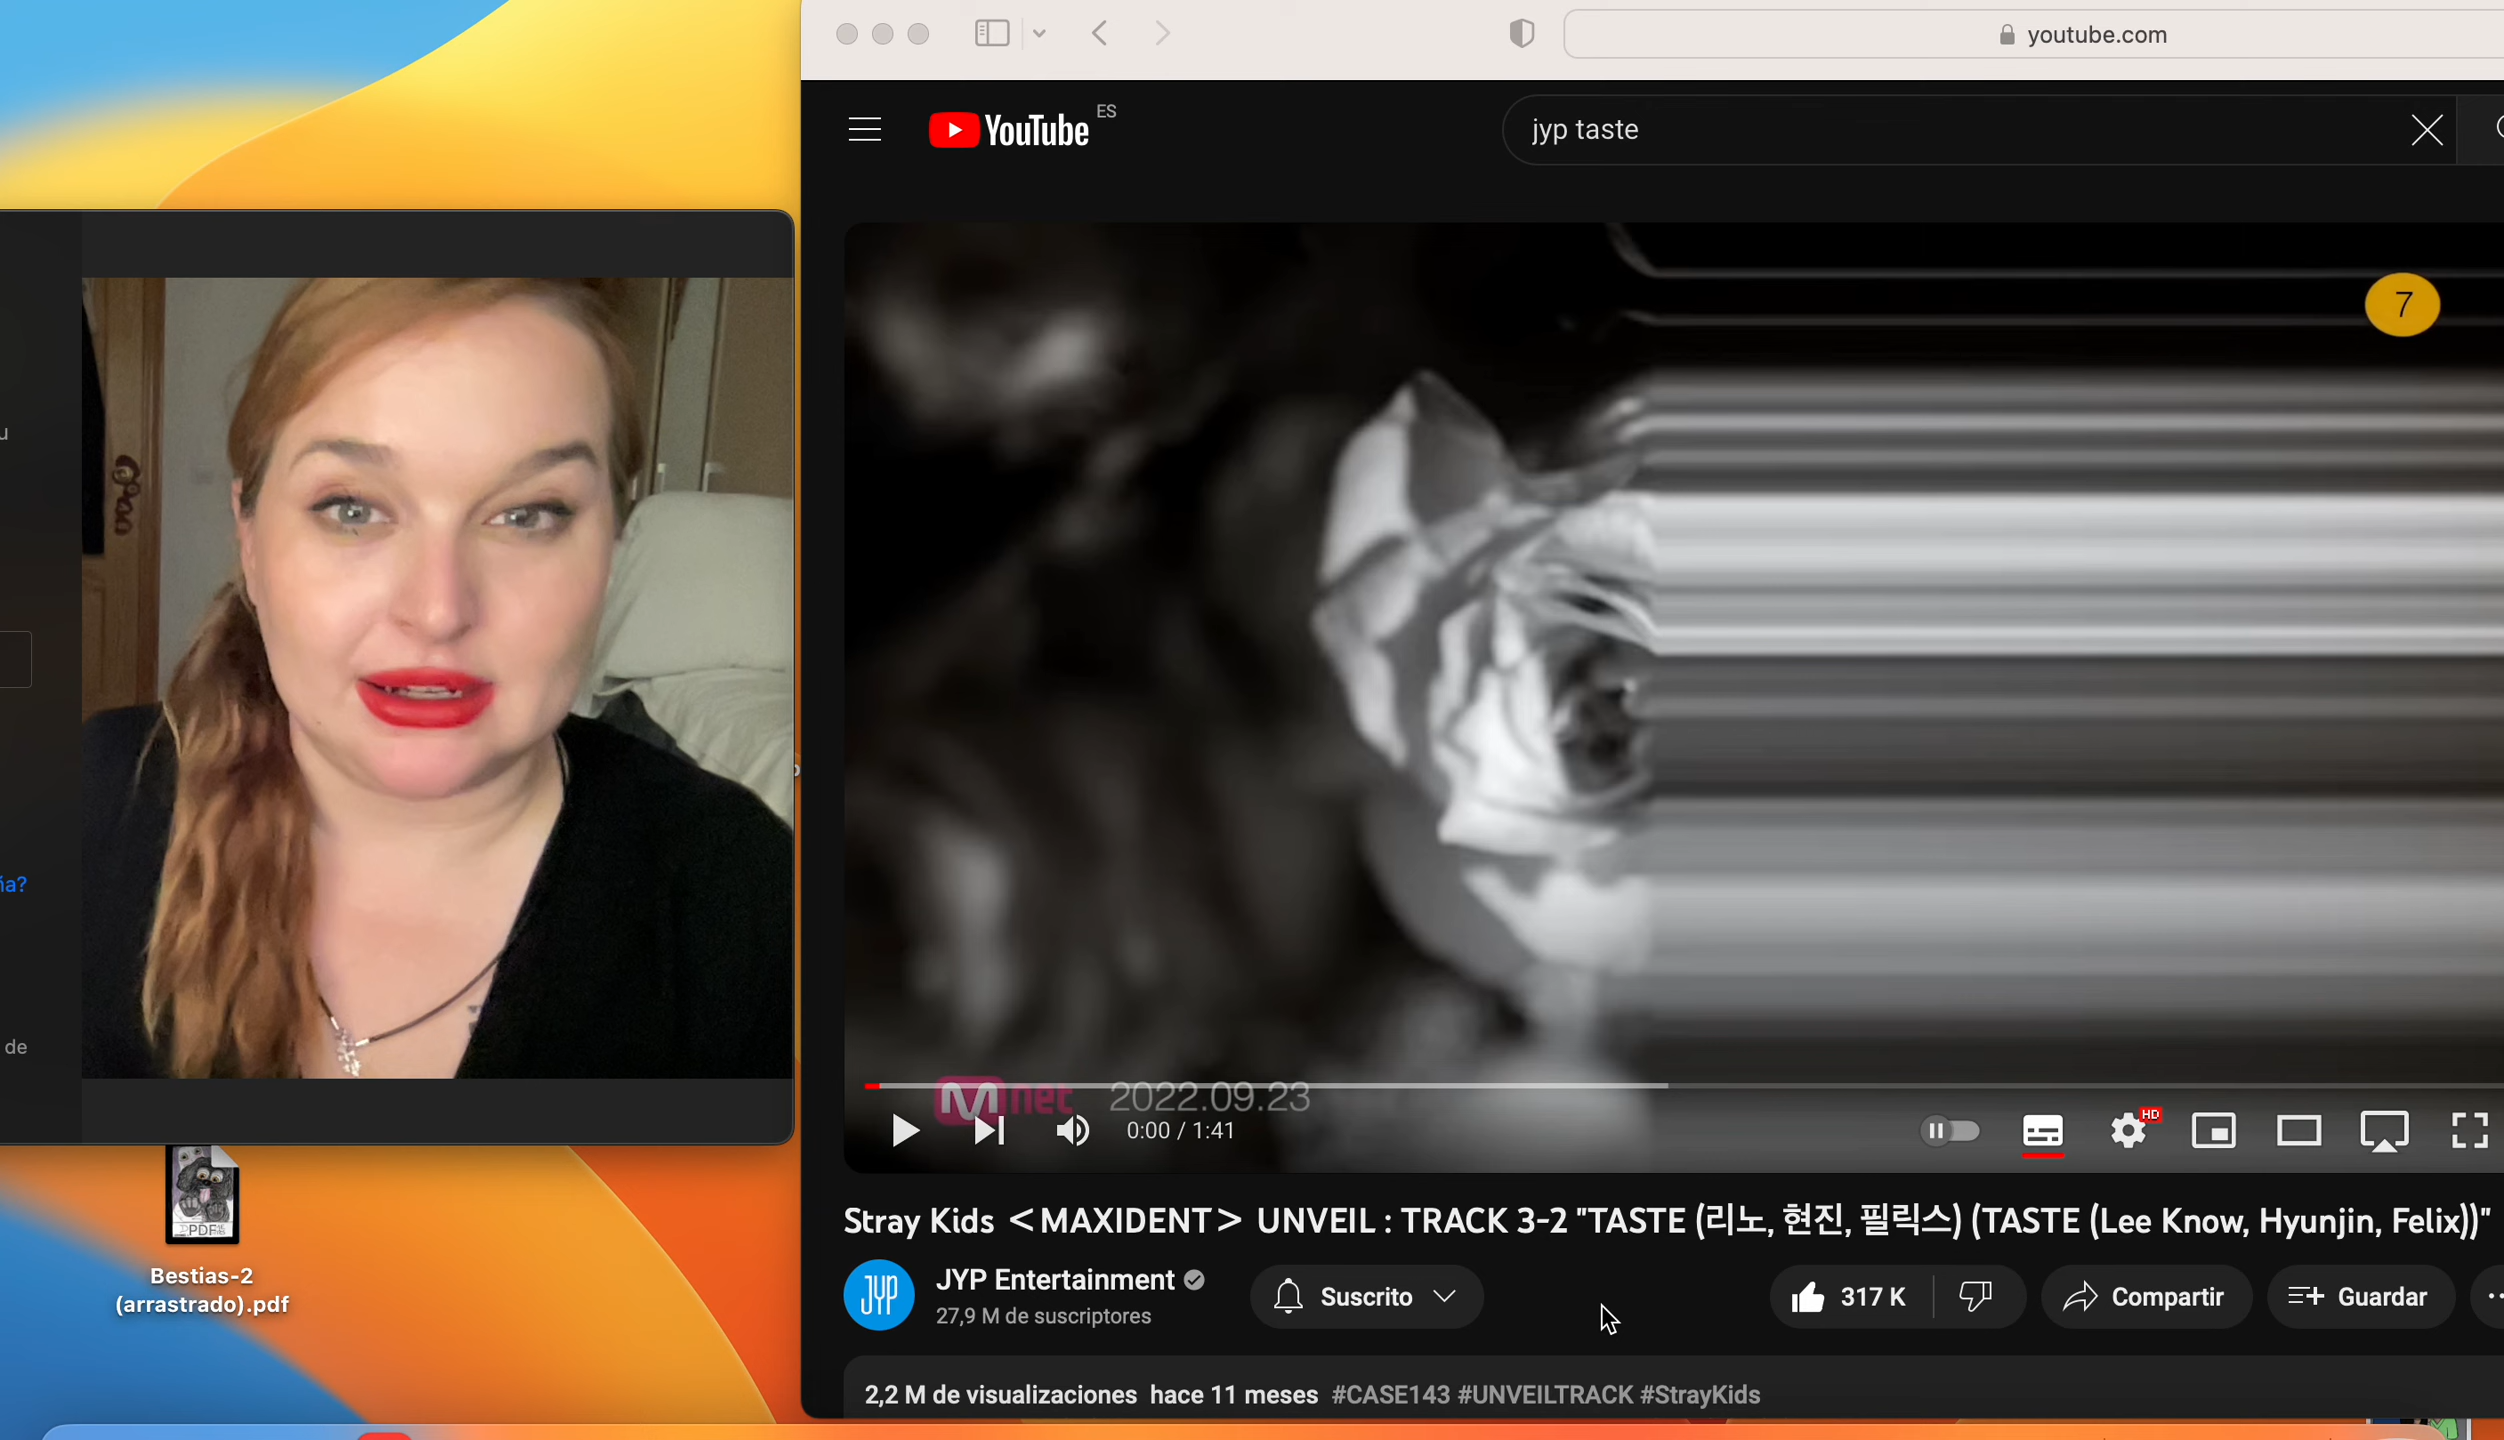 youtube.com
YouTube ES
jyp taste
7
u
ña?
de
Mnet 2022.09.23
0:00 / 1:41
HD
Stray Kids <MAXIDENT> UNVEIL : TRACK 3-2 "TASTE (리노, 현진, 필릭스) (TASTE (Lee Know, Hyunjin, Felix))"
JYP
JYP Entertainment
27,9 M de suscriptores
Suscrito
317 K
Compartir
Guardar
2,2 M de visualizaciones hace 11 meses #CASE143 #UNVEILTRACK #StrayKids
PDF
Bestias-2
(arrastrado).pdf